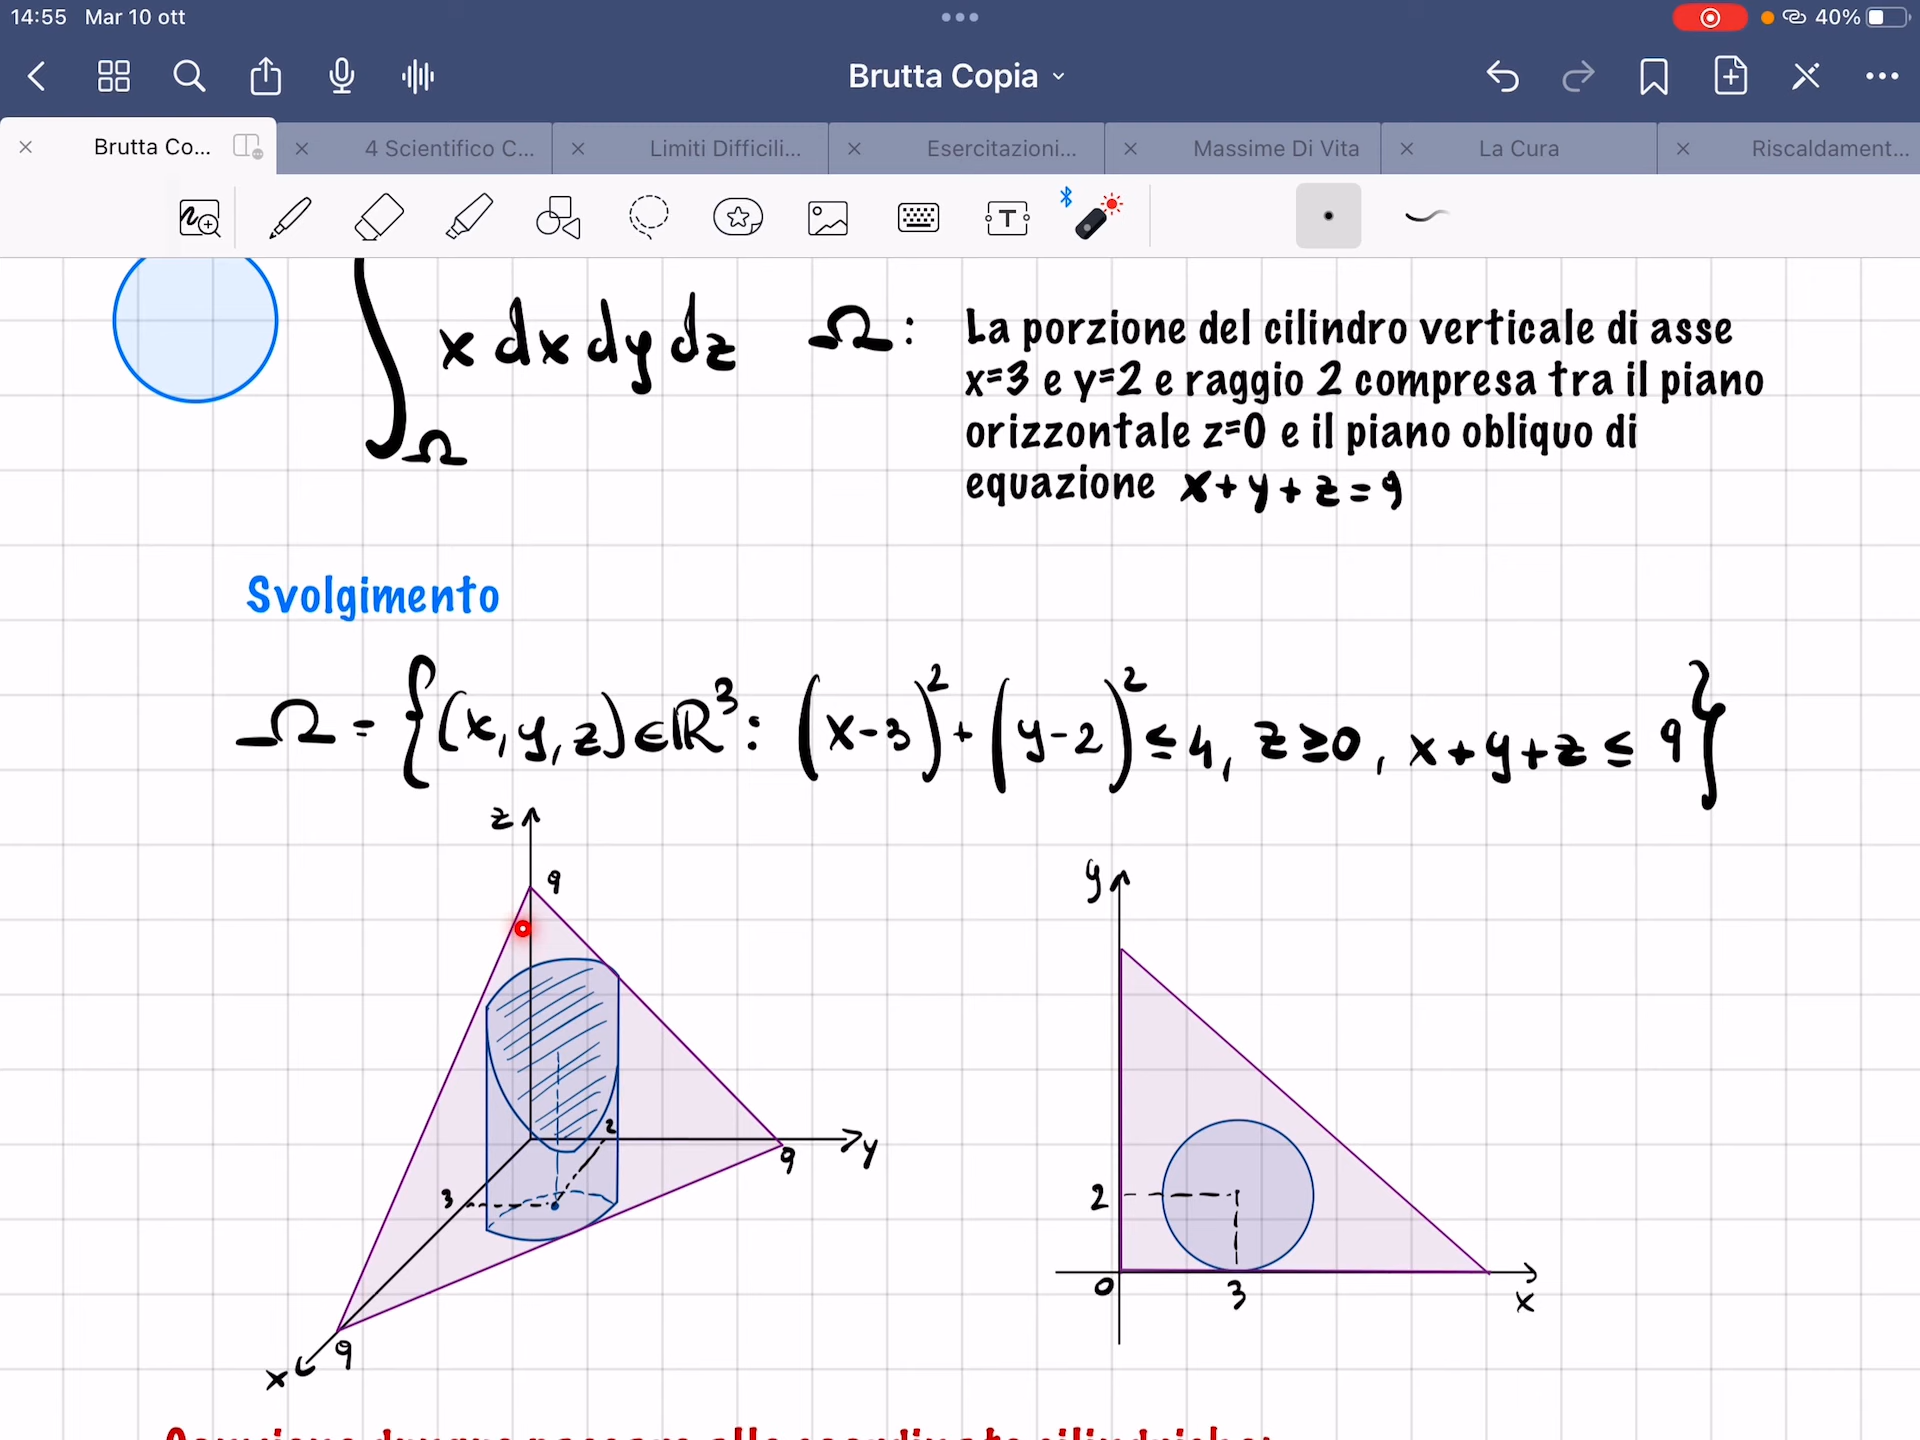 14:55 Mar 10 ott
40%
Brutta Copia
Brutta Co...
4 Scientifico C...
Limiti Difficili...
Esercitazioni...
Massime Di Vita
La Cura
Riscaldament...
∫Ω x dx dy dz Ω:
La porzione del cilindro verticale di asse
x=3 e y=2 e raggio 2 compresa tra il piano
orizzontale z=0 e il piano obliquo di
equazione x+y+z=9
Svolgimento
Ω = {(x,y,z)∈ℝ³: (x-3)²+(y-2)²≤4, z≥0, x+y+z≤9}
z
9
2
y
9
3
9
x
y
2
0
3
x